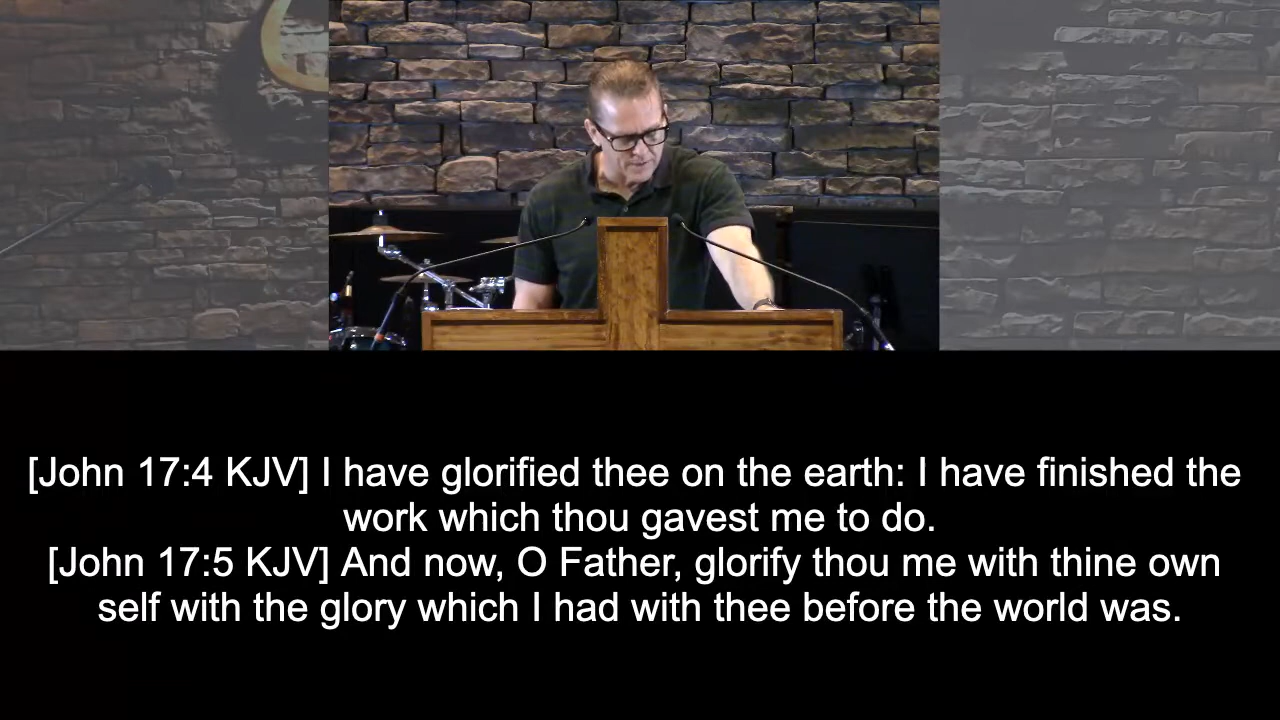 [John 17:4 KJV] I have glorified thee on the earth: I have finished the
work which thou gavest me to do.
[John 17:5 KJV] And now, O Father, glorify thou me with thine own
self with the glory which I had with thee before the world was.